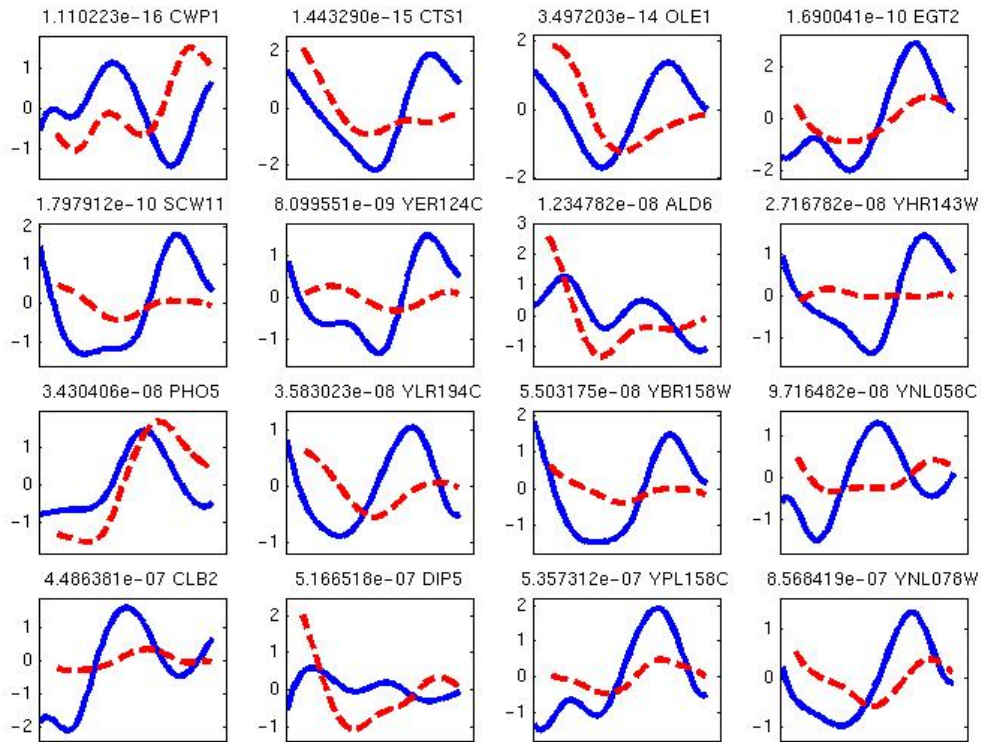 1.110223e-16 CWP1 1.443290e-15 CTS1 3.497203e-14 OLE1 1.690041e-10 EGT2
1 2 2 2
0 0 0 0
-1 -2 -2 -2
1.797912e-10 SCW11 8.099551e-09 YER124C 1.234782e-08 ALD6 2.716782e-08 YHR143W
2 1 3 1
1 0 2 0
0 -1 1 -1
-1 0
-1
3.430406e-08 PHO5 3.583023e-08 YLR194C 5.503175e-08 YBR158W 9.716482e-08 YNL058C
1 1 2 1
0 0 1 0
-1 -1 0 -1
-1
4.486381e-07 CLB2 5.166518e-07 DIP5 5.357312e-07 YPL158C 8.568419e-07 YNL078W
1 2 2 1
0 1 1 0
-1 0 0 -1
-2 -1 -1